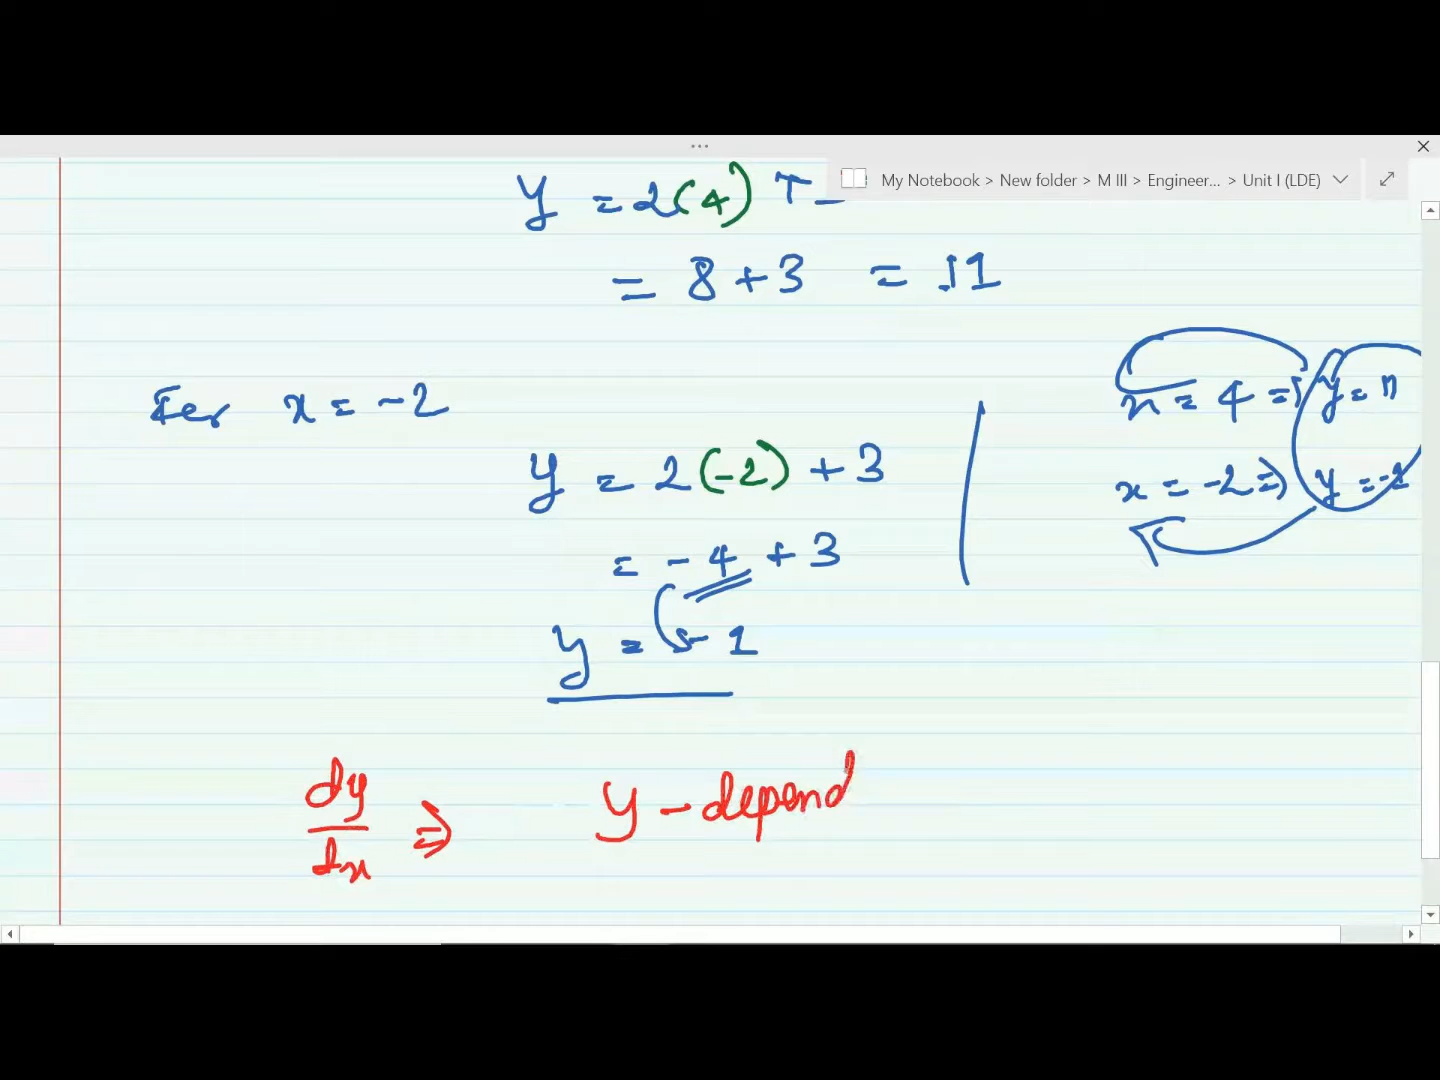 My Notebook > New folder > M III > Engineer... > Unit I (LDE)
y = 2(4) +
= 8 + 3 = 11
For x = -2
y = 2(-2) + 3
= -4 + 3
y = -1
x = 4 => y = 11
x = -2 => y = -1
dy/dx => y - depend